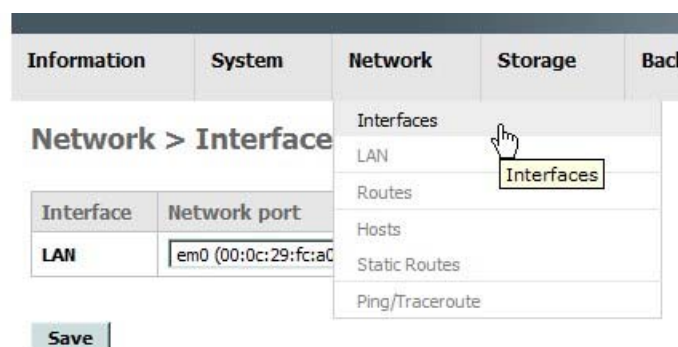 Information System Network Storage
Network > Interface
Interfaces
LAN
Interfaces
Routes
Hosts
Static Routes
Ping/Traceroute
Interface Network port
LAN em0 (00:0c:29:fc:a0
Save